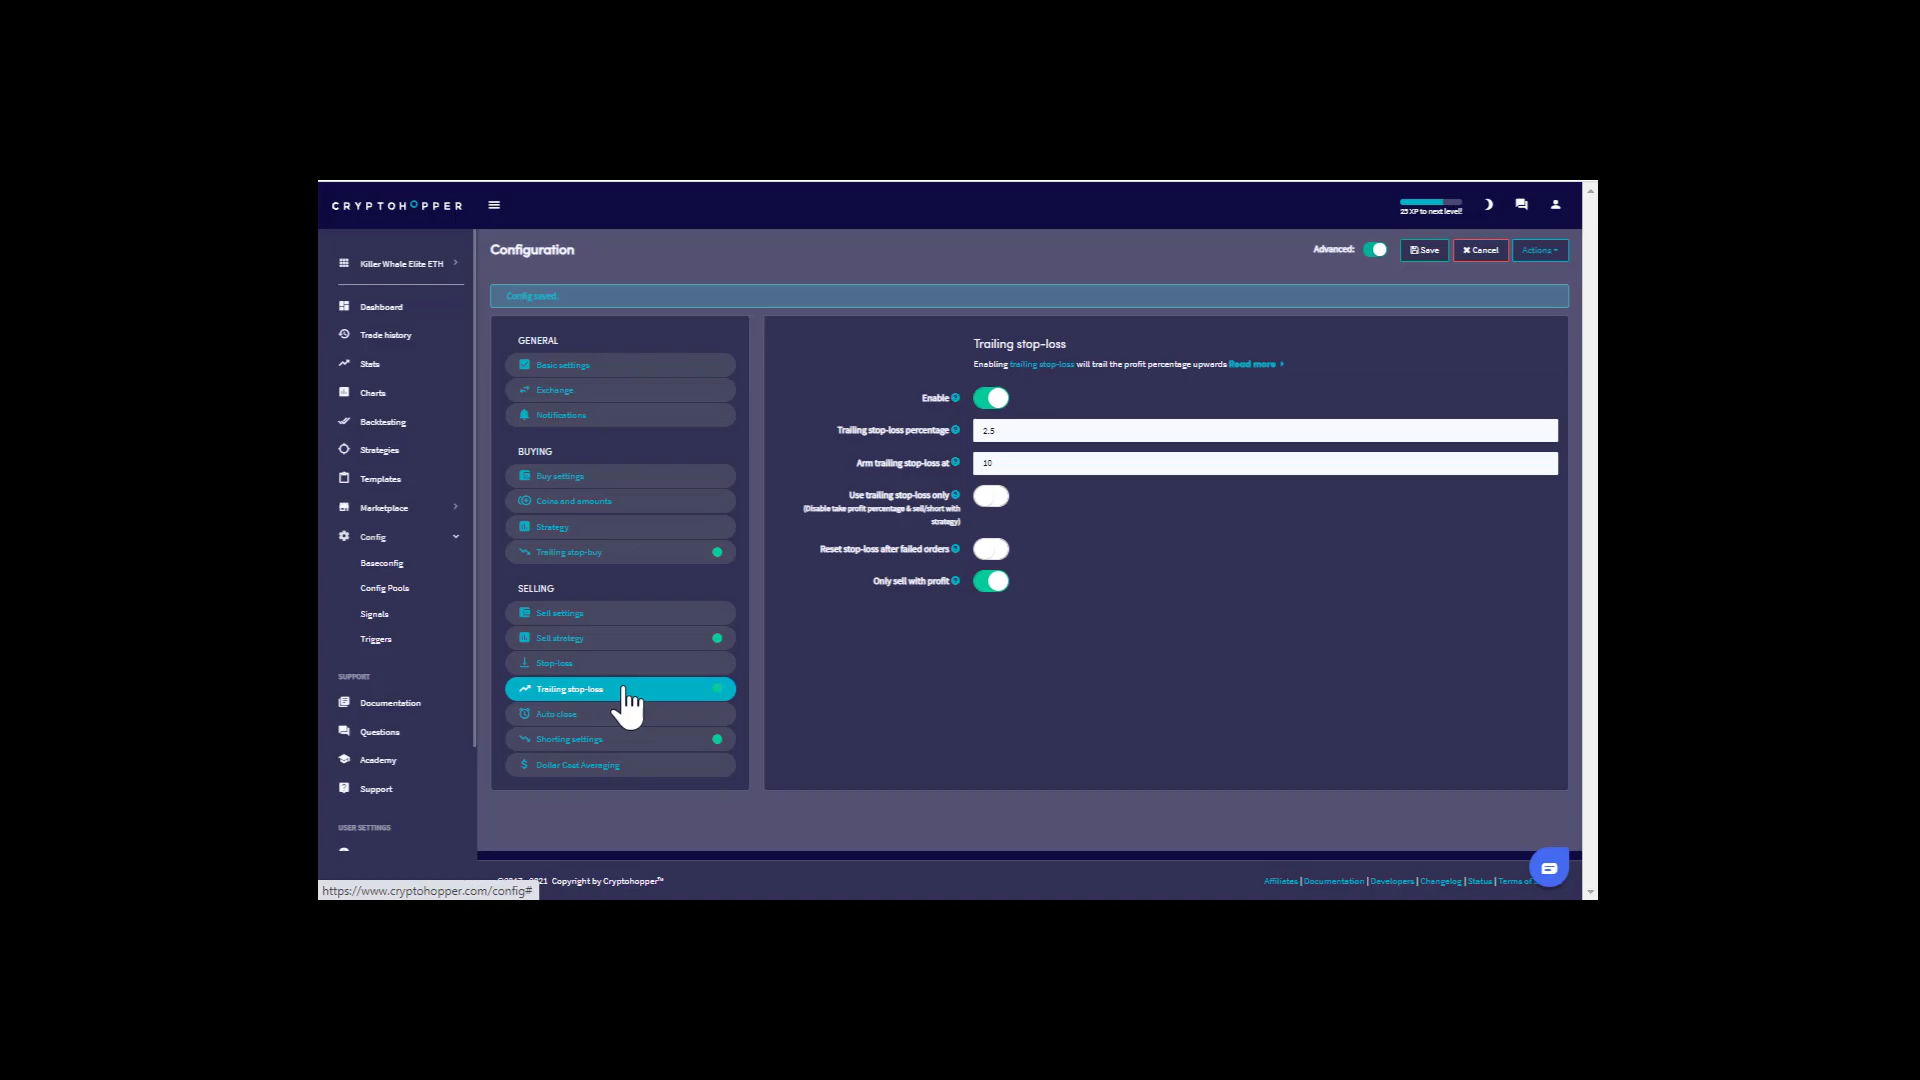 CRYPTOHOPPER
25 XP to next level!
Killer Whale Elite ETH
Dashboard
Trade history
Stats
Charts
Backtesting
Strategies
Templates
Marketplace
Config
Baseconfig
Config Pools
Signals
Triggers
SUPPORT
Documentation
Questions
Academy
Support
USER SETTINGS
Configuration
Advanced:
Save
Cancel
Actions
Config saved.
GENERAL
Basic settings
Exchange
Notifications
BUYING
Buy settings
Coins and amounts
Strategy
Trailing stop-buy
SELLING
Sell settings
Sell strategy
Stop-loss
Trailing stop-loss
Auto close
Shorting settings
Dollar Cost Averaging
Trailing stop-loss
Enabling trailing stop-loss will trail the profit percentage upwards Read more
Enable
Trailing stop-loss percentage
2.5
Arm trailing stop-loss at
10
Use trailing stop-loss only
(Disable take profit percentage & sell/short with
strategy)
Reset stop-loss after failed orders
Only sell with profit
21 Copyright by Cryptohopper™
Affiliates | Documentation | Developers | Changelog | Status | Terms of
https://www.cryptohopper.com/config#